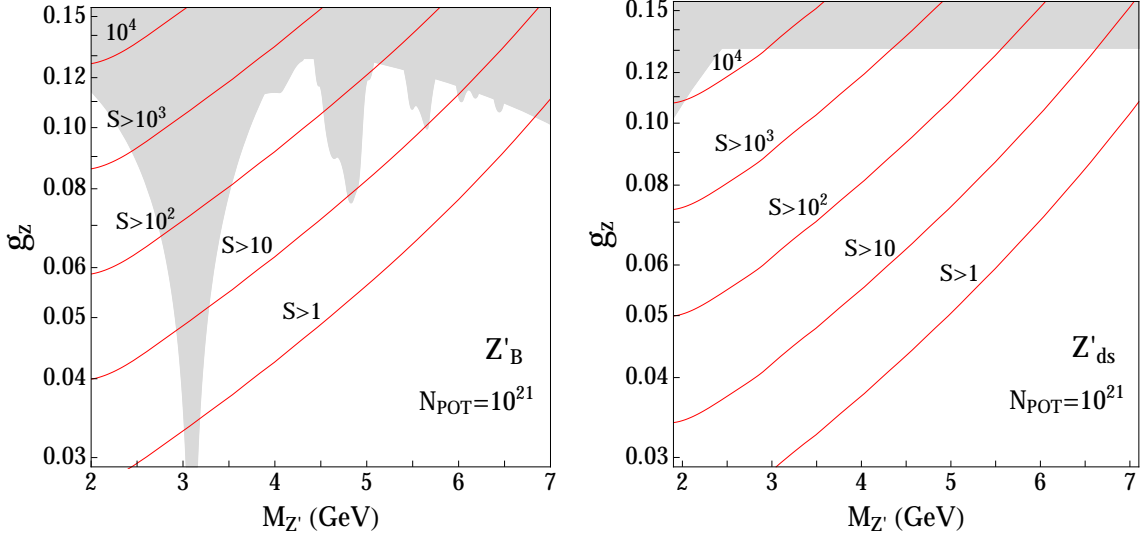 0.15
0.12
0.10
0.08
0.06
0.05
0.04
0.03
g_z
10^4
S>10^3
S>10^2
S>10
S>1
Z'_B
N_POT=10^21
2 3 4 5 6 7
M_Z' (GeV)
0.15
0.12
0.10
0.08
0.06
0.05
0.04
0.03
g_z
10^4
S>10^3
S>10^2
S>10
S>1
Z'_ds
N_POT=10^21
2 3 4 5 6 7
M_Z' (GeV)